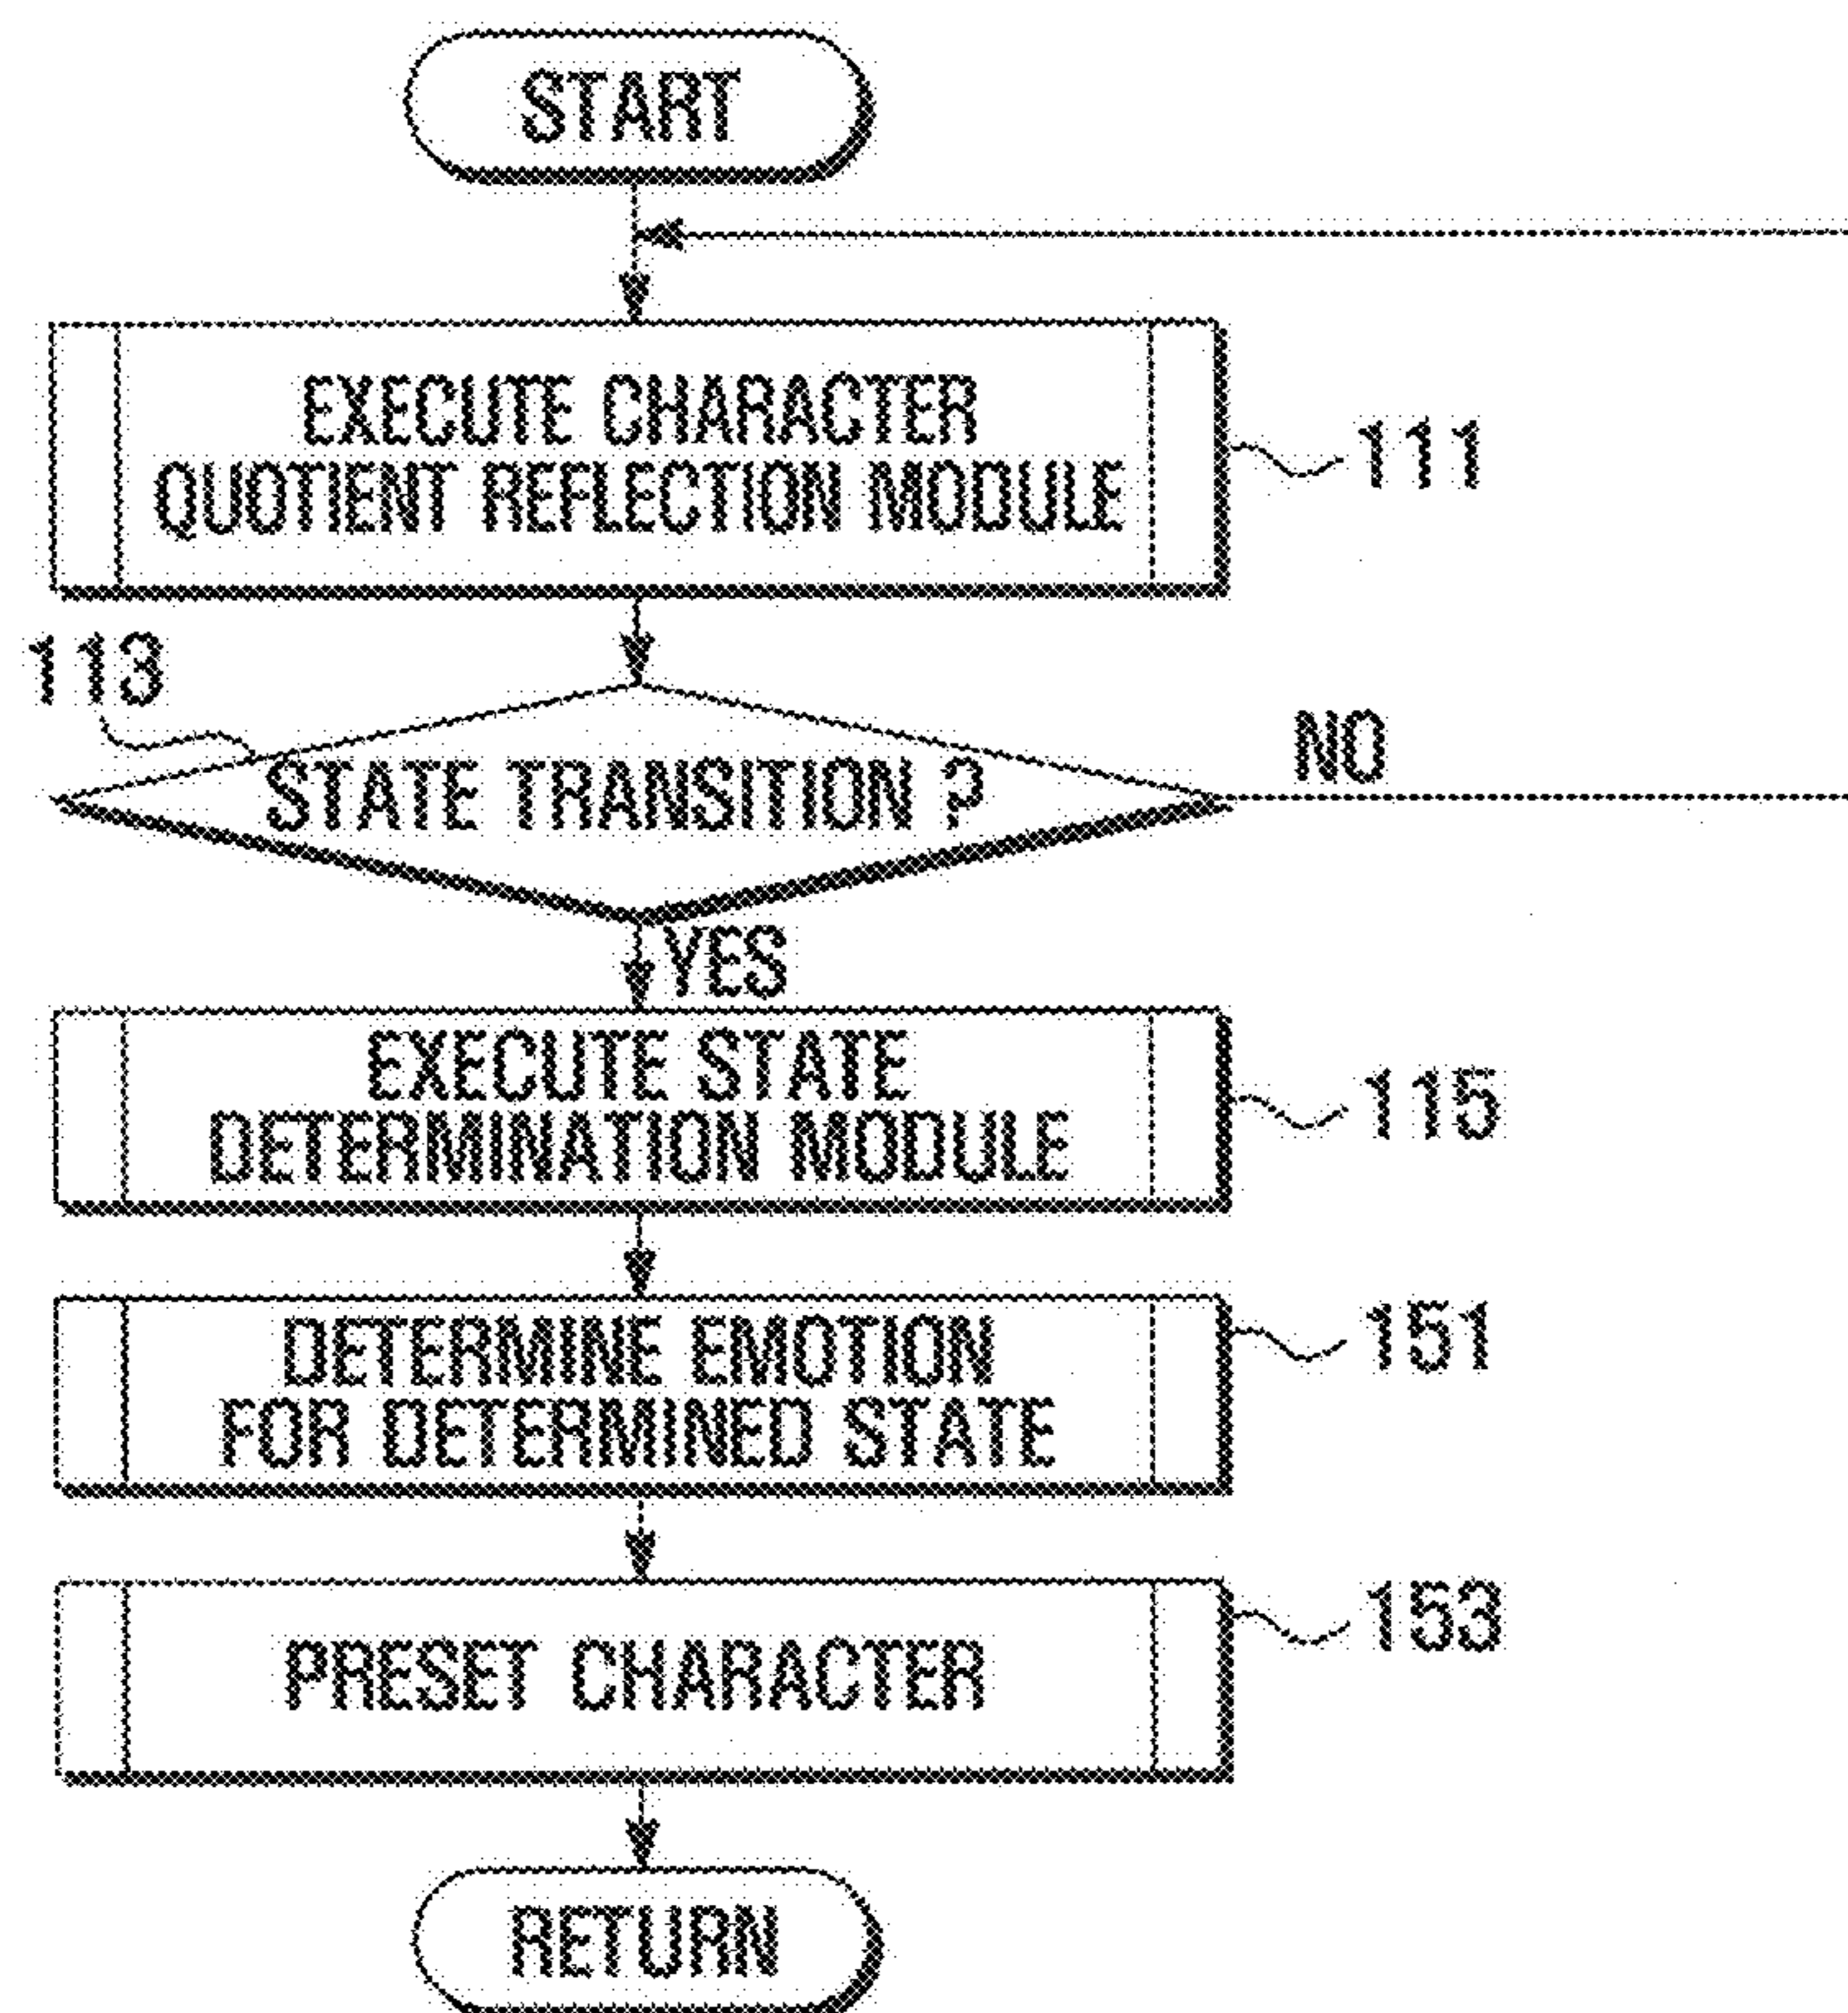 START
EXECUTE CHARACTER
QUOTIENT REFLECTION MODULE
111
113
STATE TRANSITION ?
NO
YES
EXECUTE STATE
DETERMINATION MODULE
115
DETERMINE EMOTION
FOR DETERMINED STATE
151
PRESET CHARACTER
153
RETURN